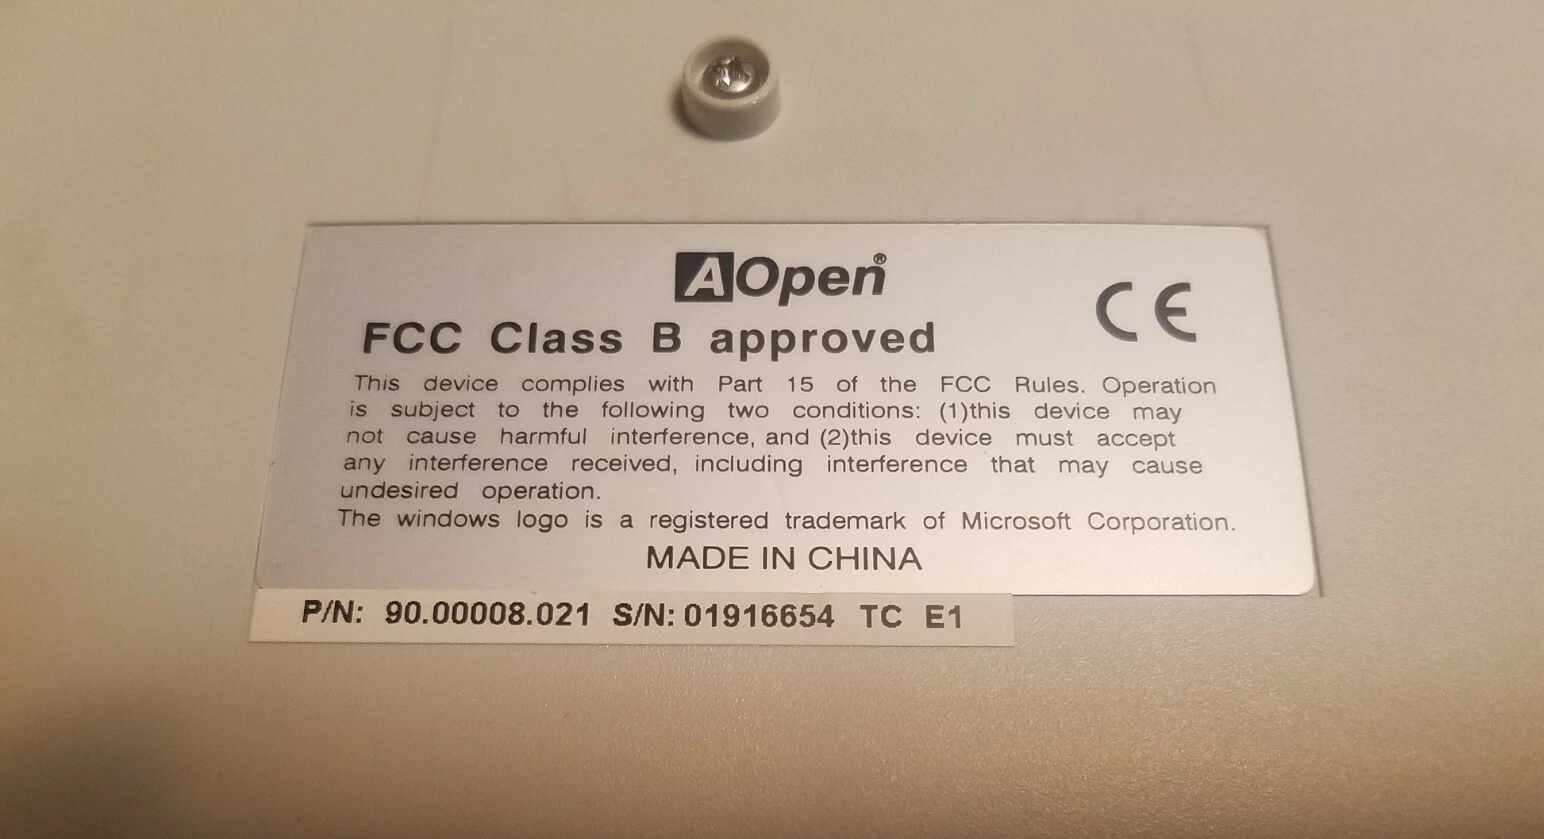 AOpen®
CE
FCC Class B approved
This device complies with Part 15 of the FCC Rules. Operation
is subject to the following two conditions: (1)this device may
not cause harmful interference, and (2)this device must accept
any interference received, including interference that may cause
undesired operation.
The windows logo is a registered trademark of Microsoft Corporation.
MADE IN CHINA
P/N: 90.00008.021 S/N: 01916654 TC E1